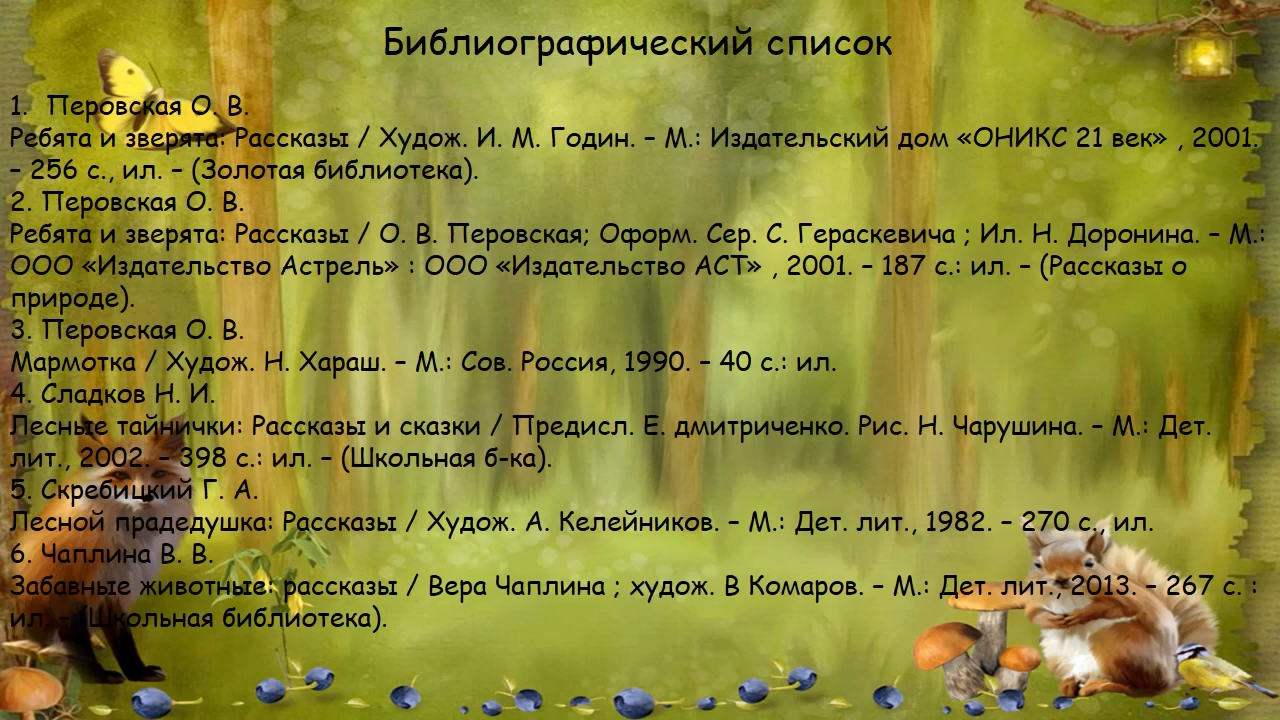 Библиографический список
1. Перовская О. В.
Ребята и зверята: Рассказы / Худож. И. М. Годин. – М.: Издательский дом «ОНИКС 21 век» , 2001.
– 256 с., ил. – (Золотая библиотека).
2. Перовская О. В.
Ребята и зверята: Рассказы / О. В. Перовская; Оформ. Сер. С. Гераскевича ; Ил. Н. Доронина. – М.:
ООО «Издательство Астрель» : ООО «Издательство АСТ» , 2001. – 187 с.: ил. – (Рассказы о
природе).
3. Перовская О. В.
Мармотка / Худож. Н. Хараш. – М.: Сов. Россия, 1990. – 40 с.: ил.
4. Сладков Н. И.
Лесные тайнички: Рассказы и сказки / Предисл. Е. дмитриченко. Рис. Н. Чарушина. – М.: Дет.
лит., 2002. – 398 с.: ил. – (Школьная б-ка).
5. Скребицкий Г. А.
Лесной прадедушка: Рассказы / Худож. А. Келейников. – М.: Дет. лит., 1982. – 270 с., ил.
6. Чаплина В. В.
Забавные животные: рассказы / Вера Чаплина ; худож. В Комаров. – М.: Дет. лит., 2013. – 267 с. :
ил. – (Школьная библиотека).